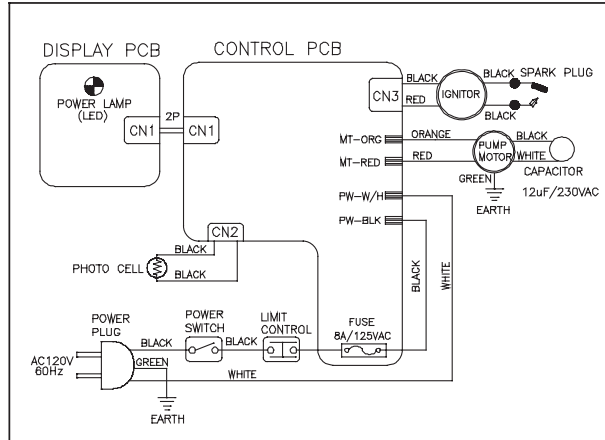 DISPLAY PCB
CONTROL PCB
POWER LAMP
(LED)
CN1
2P
CN1
CN3
BLACK
RED
IGNITOR
BLACK
SPARK PLUG
BLACK
MT-ORG
ORANGE
MT-RED
RED
PUMP
MOTOR
BLACK
WHITE
CAPACITOR
12uF/230VAC
GREEN
EARTH
PW-W/H
PW-BLK
BLACK
WHITE
CN2
BLACK
PHOTO CELL
BLACK
POWER
PLUG
AC120V
60Hz
BLACK
POWER
SWITCH
BLACK
LIMIT
CONTROL
FUSE
8A/125VAC
GREEN
WHITE
EARTH